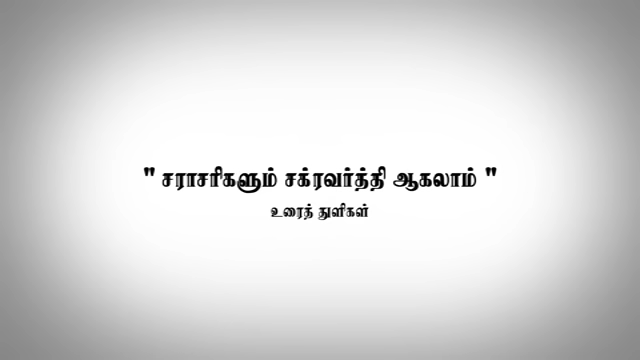 " சராசரிகளும் சக்ரவர்த்தி ஆகலாம் "
உரைத் துளிகள்